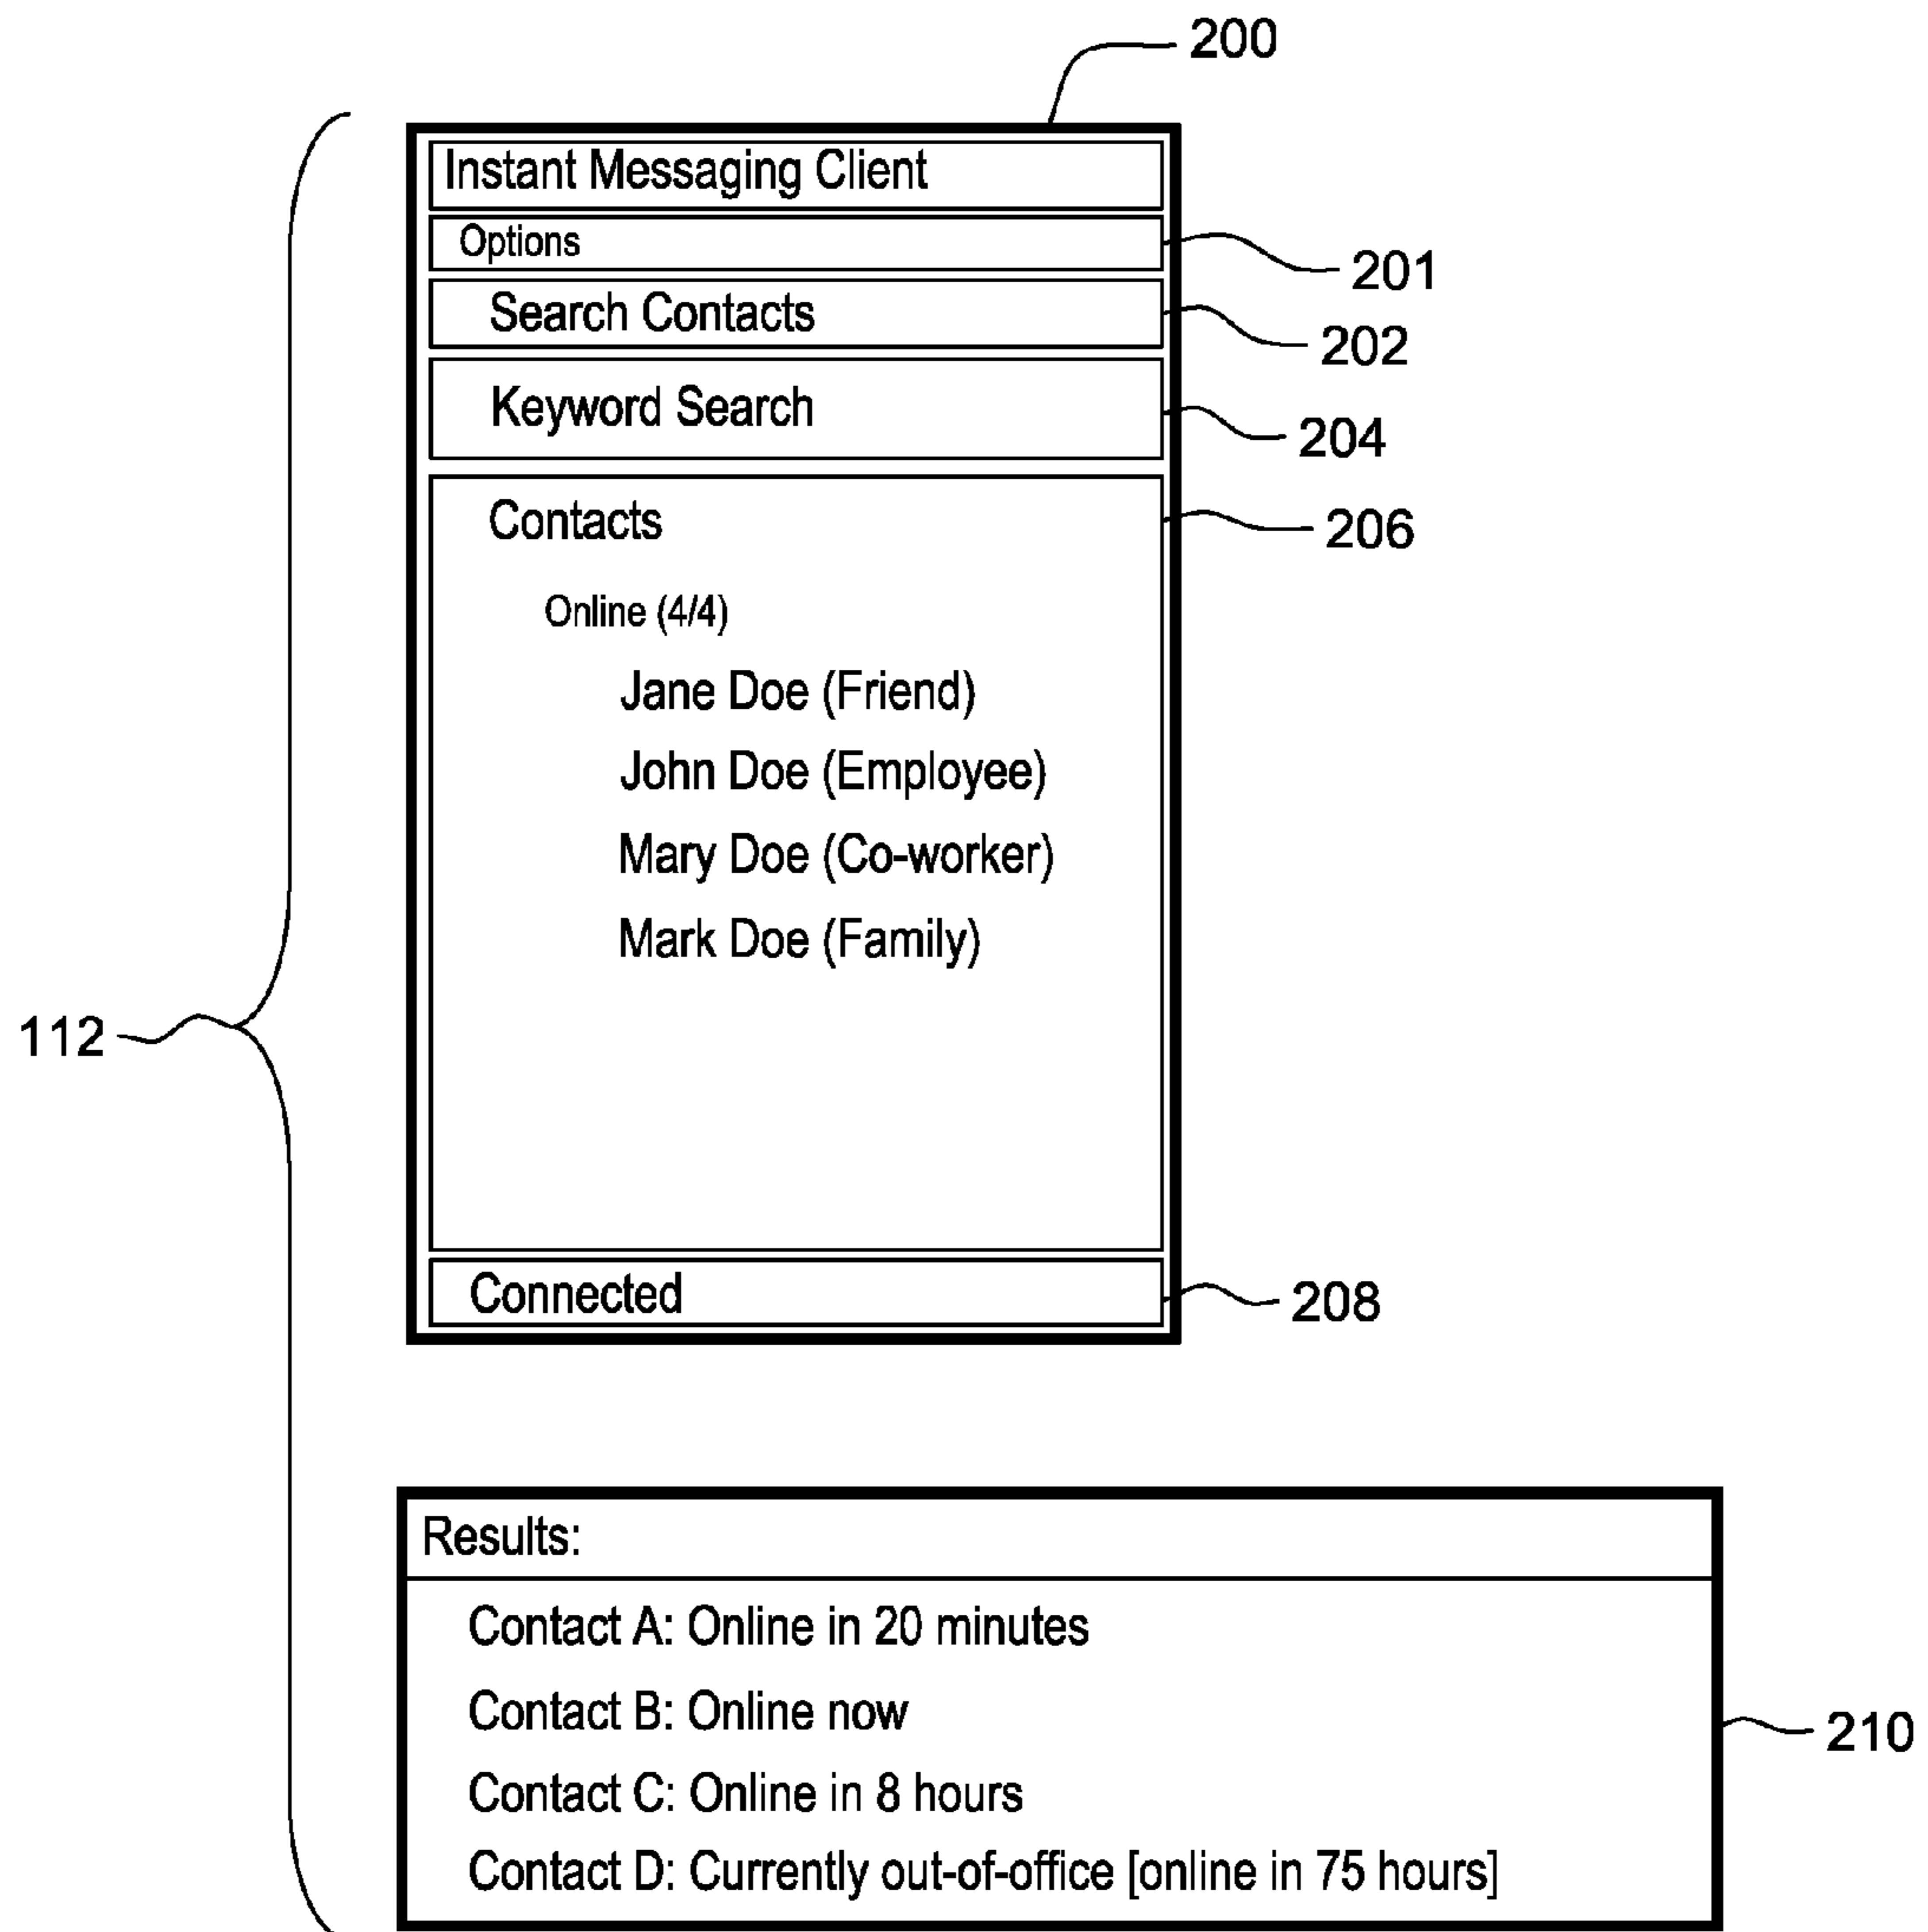 200
Instant Messaging Client
Options
201
Search Contacts
202
Keyword Search
204
Contacts
206
Online (4/4)
Jane Doe (Friend)
John Doe (Employee)
Mary Doe (Co-worker)
Mark Doe (Family)
112
Connected
208
Results:
Contact A: Online in 20 minutes
Contact B: Online now
210
Contact C: Online in 8 hours
Contact D: Currently out-of-office [online in 75 hours]